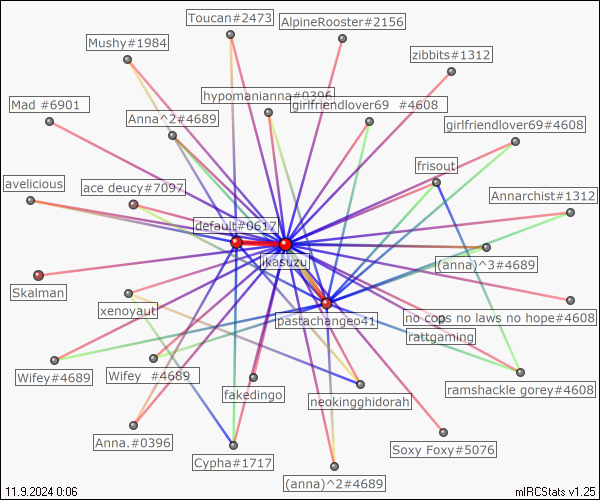 Toucan#2473
AlpineRooster#2156
Mushy#1984
zibbits#1312
hypomanianna#0396
girlfriendlover69 #4608
Mad #6901
Anna^2#4689
girlfriendlover69#4608
frisout
avelicious
ace deucy#7097
Annarchist#1312
default#0617
jkasuzu
(anna)^3#4689
Skalman
xenoyaut
pastachange041
no cops no laws no hope#4608
rattgaming
Wifey#4689
Wifey #4689
fakedingo
neokingghidorah
ramshackle gorey#4608
Anna.#0396
Soxy Foxy#5076
Cypha#1717
(anna)^2#4689
11.9.2024 0:06
mIRCStats v1.25